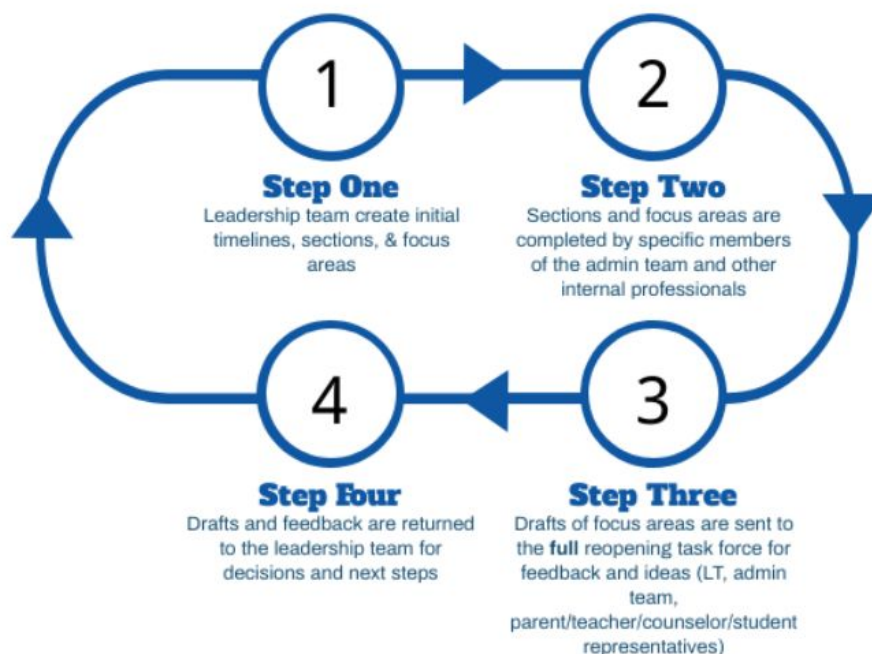 1
Step One
Leadership team create initial
timelines, sections, & focus
areas
2
Step Two
Sections and focus areas are
completed by specific members
of the admin team and other
internal professionals
3
Step Three
Drafts of focus areas are sent to
the full reopening task force for
feedback and ideas (LT, admin
team,
parent/teacher/counselor/student
representatives)
4
Step Four
Drafts and feedback are returned
to the leadership team for
decisions and next steps